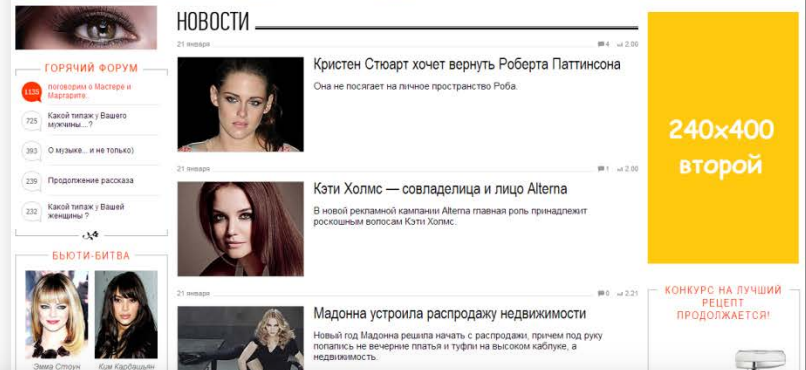 НОВОСТИ
21 января
4
2.00
Кристен Стюарт хочет вернуть Роберта Паттинсона
Она не посягает на личное пространство Роба.
21 января
1
2.00
Кэти Холмс — совладелица и лицо Alterna
В новой рекламной кампании Alterna главная роль принадлежит
роскошным волосам Кэти Холмс.
21 января
0
2.21
Мадонна устроила распродажу недвижимости
Новый год Мадонна решила начать с распродажи, причем под руку
попались не вечерние платья и туфли на высоком каблуке, а
недвижимость.
ГОРЯЧИЙ ФОРУМ
1135
поговорим о Мастере и
Маргарите.
725
Какой типаж у Вашего
мужчины... ?
393
О музыке... и не только)
239
Продолжение рассказа
232
Какой типаж у Вашей
женщины ?
БЬЮТИ-БИТВА
Эмма Стоун
Ким Кардашьян
240x400
второй
КОНКУРС НА ЛУЧШИЙ
РЕЦЕПТ
ПРОДОЛЖАЕТСЯ!